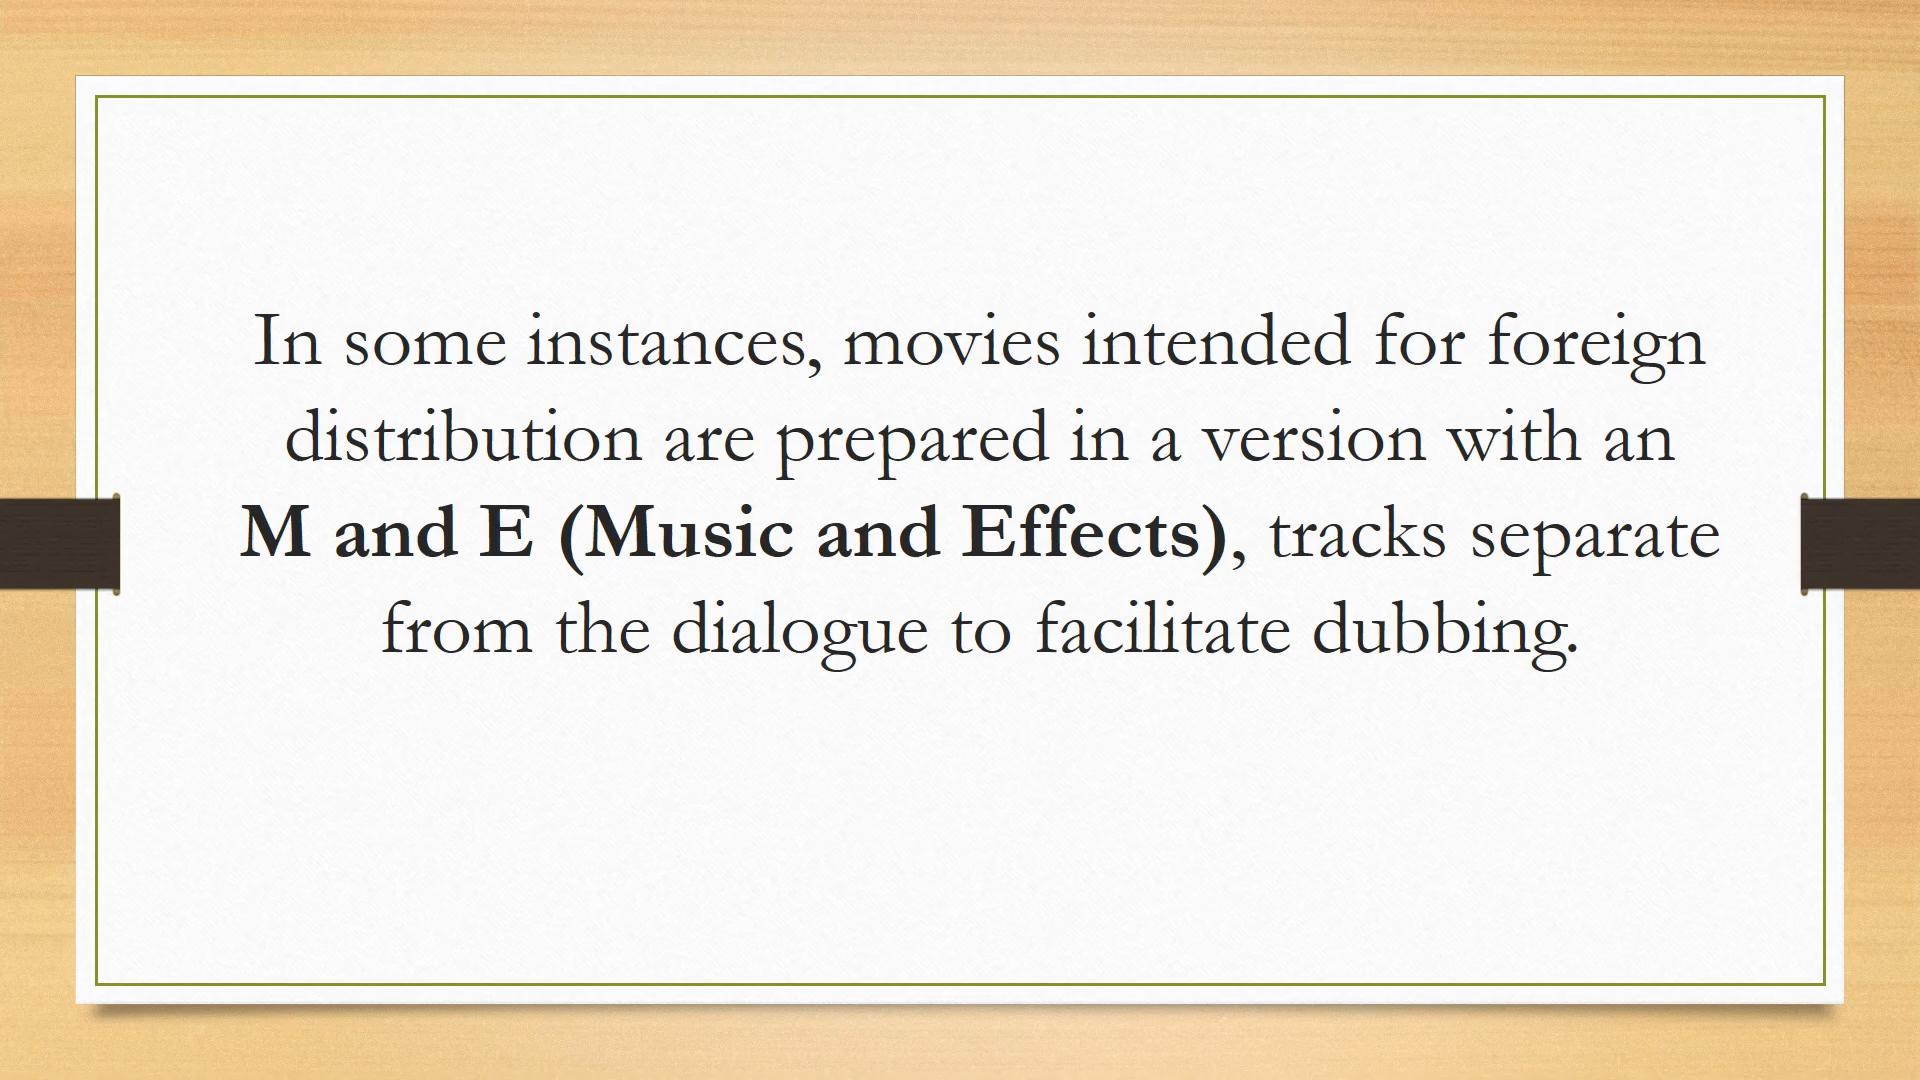 In some instances, movies intended for foreign
distribution are prepared in a version with an
M and E (Music and Effects), tracks separate
from the dialogue to facilitate dubbing.